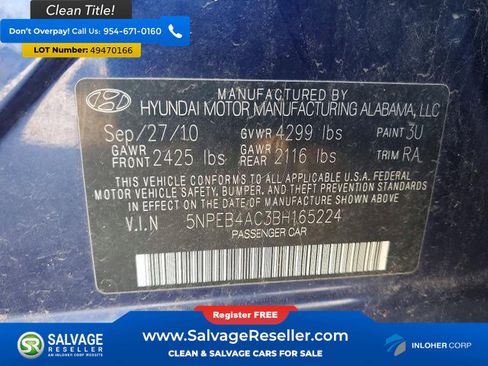 Clean Title!
Don't Overpay! Call Us: 954-671-0160
LOT Number: 49470166
MANUFACTURED BY
HYUNDAI MOTOR MANUFACTURING ALABAMA, LLC
Sep/27/10 GVWR 4299 lbs PAINT 3U
GAWR FRONT 2425 lbs GAWR REAR 2116 lbs TRIM RA
THIS VEHICLE CONFORMS TO ALL APPLICABLE U.S.A. FEDERAL
MOTOR VEHICLE SAFETY, BUMPER, AND THEFT PREVENTION STANDARDS
IN EFFECT ON THE DATE OF MANUFACTURE SHOWN ABOVE
V.I.N 5NPEB4AC3BH165224
PASSENGER CAR
Register FREE!
SALVAGE
RESELLER
AN INLOHER CORP WEBSITE
www.SalvageReseller.com
CLEAN & SALVAGE CARS FOR SALE
INLOHER CORP